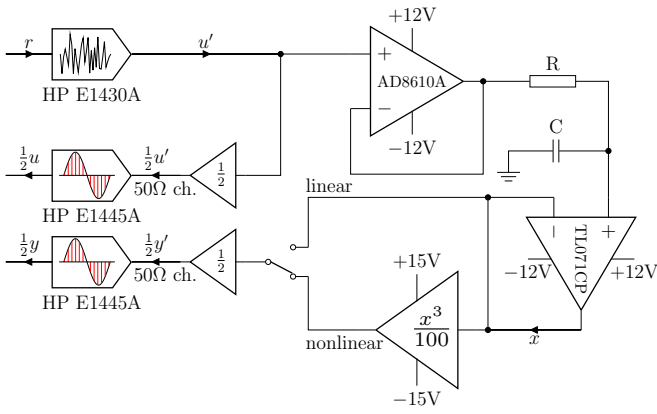 +12V
r
u′
+
R
HP E1430A
AD8610A
−
−12V
C
½u
½u′
50Ω ch.
½
HP E1445A
linear
− +
TL071CP
−12V
+12V
½y
½y′
50Ω ch.
½
HP E1445A
+15V
x³/100
nonlinear
x
−15V